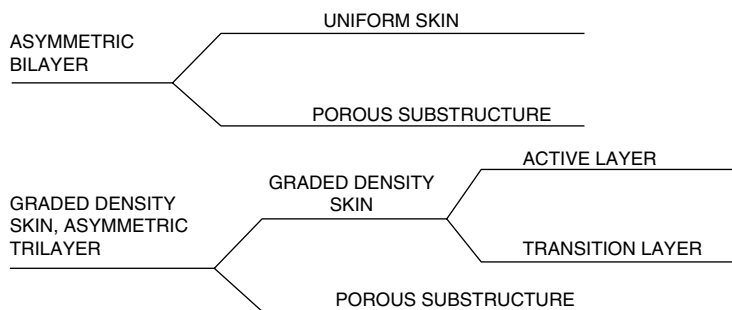 UNIFORM SKIN
ASYMMETRIC
BILAYER
POROUS SUBSTRUCTURE
ACTIVE LAYER
GRADED DENSITY
SKIN
GRADED DENSITY
SKIN, ASYMMETRIC
TRILAYER
TRANSITION LAYER
POROUS SUBSTRUCTURE